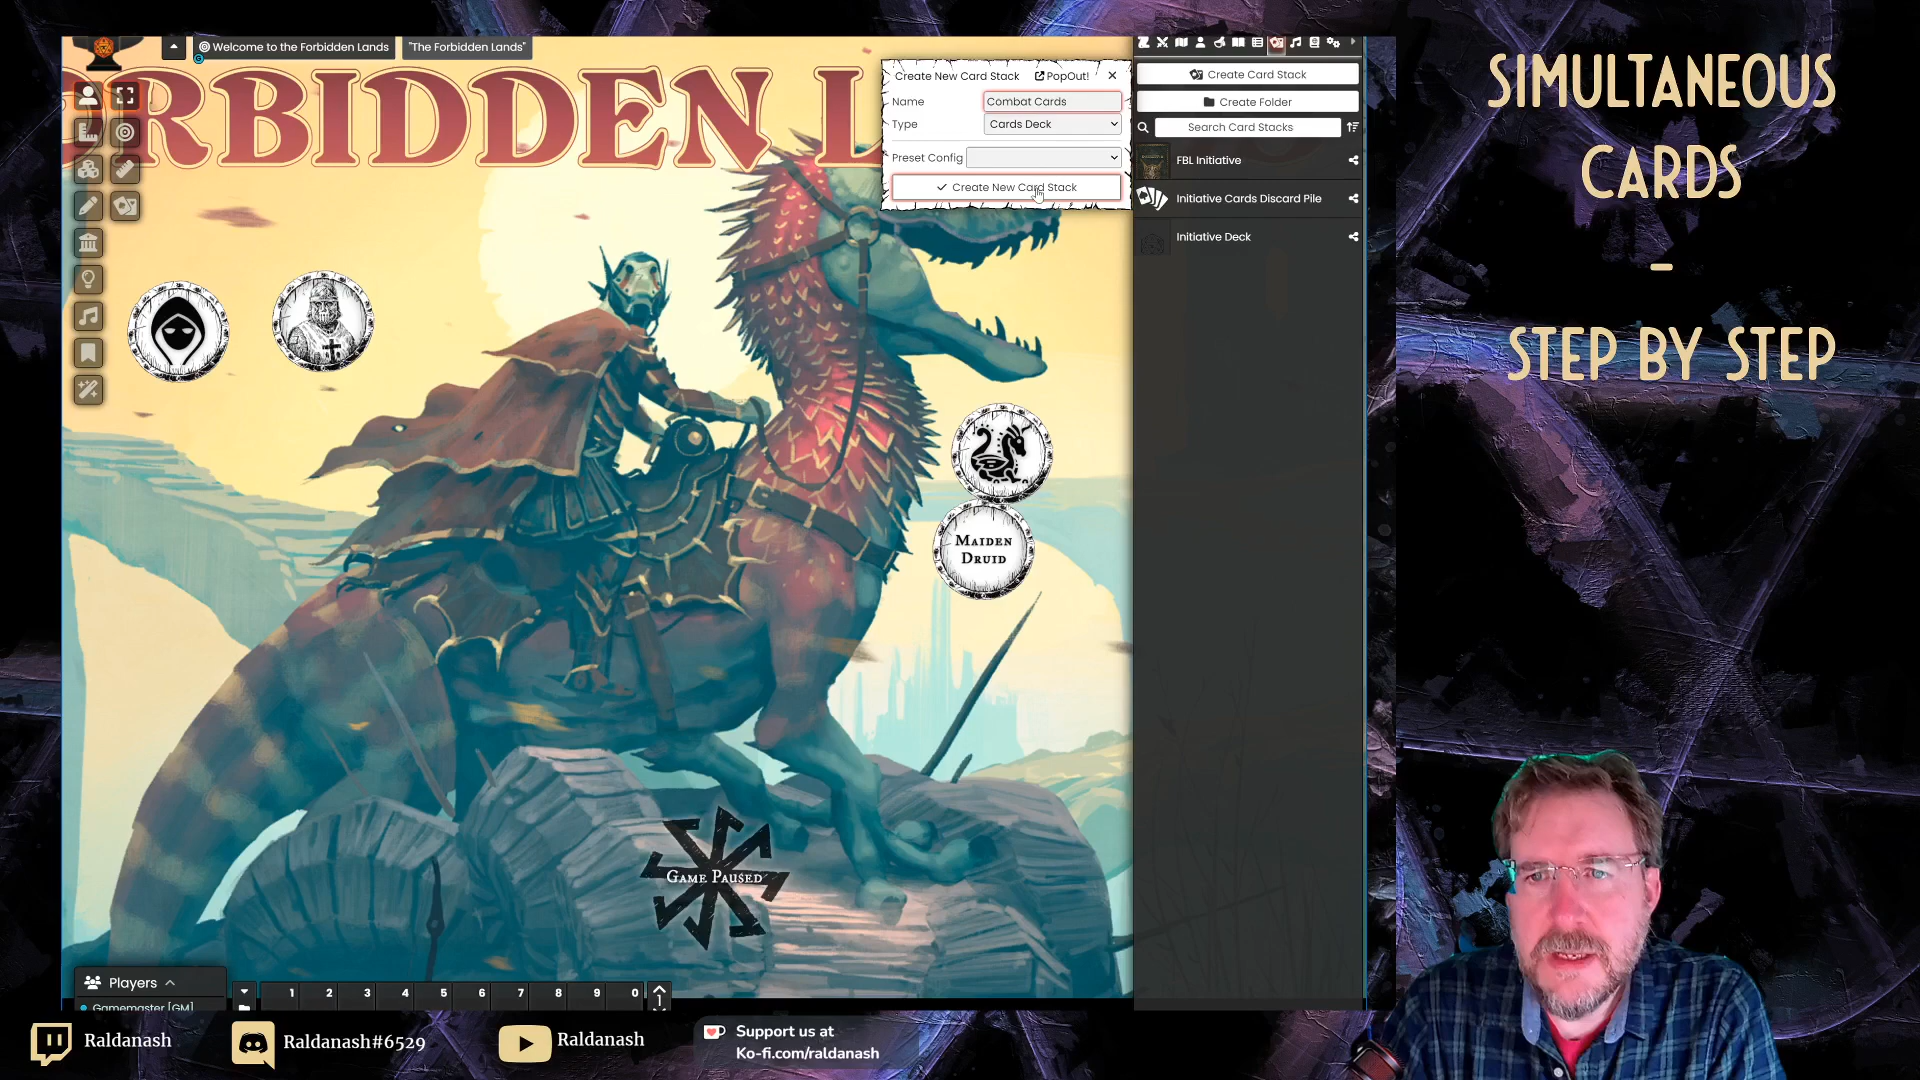 Welcome to the Forbidden Lands
"The Forbidden Lands"
RBIDDEN L
Create New Card Stack
PopOut!
Name
Combat Cards
Type
Cards Deck
Preset Config
Create New Card Stack
Create Card Stack
Create Folder
Search Card Stacks
FBL Initiative
Initiative Cards Discard Pile
Initiative Deck
SIMULTANEOUS
CARDS
-
STEP BY STEP
MAIDEN
DRUID
GAME PAUSED
Players
Gamemaster [GM]
1 2 3 4 5 6 7 8 9 0
1
Raldanash
Raldanash#6529
Raldanash
Support us at
Ko-fi.com/raldanash